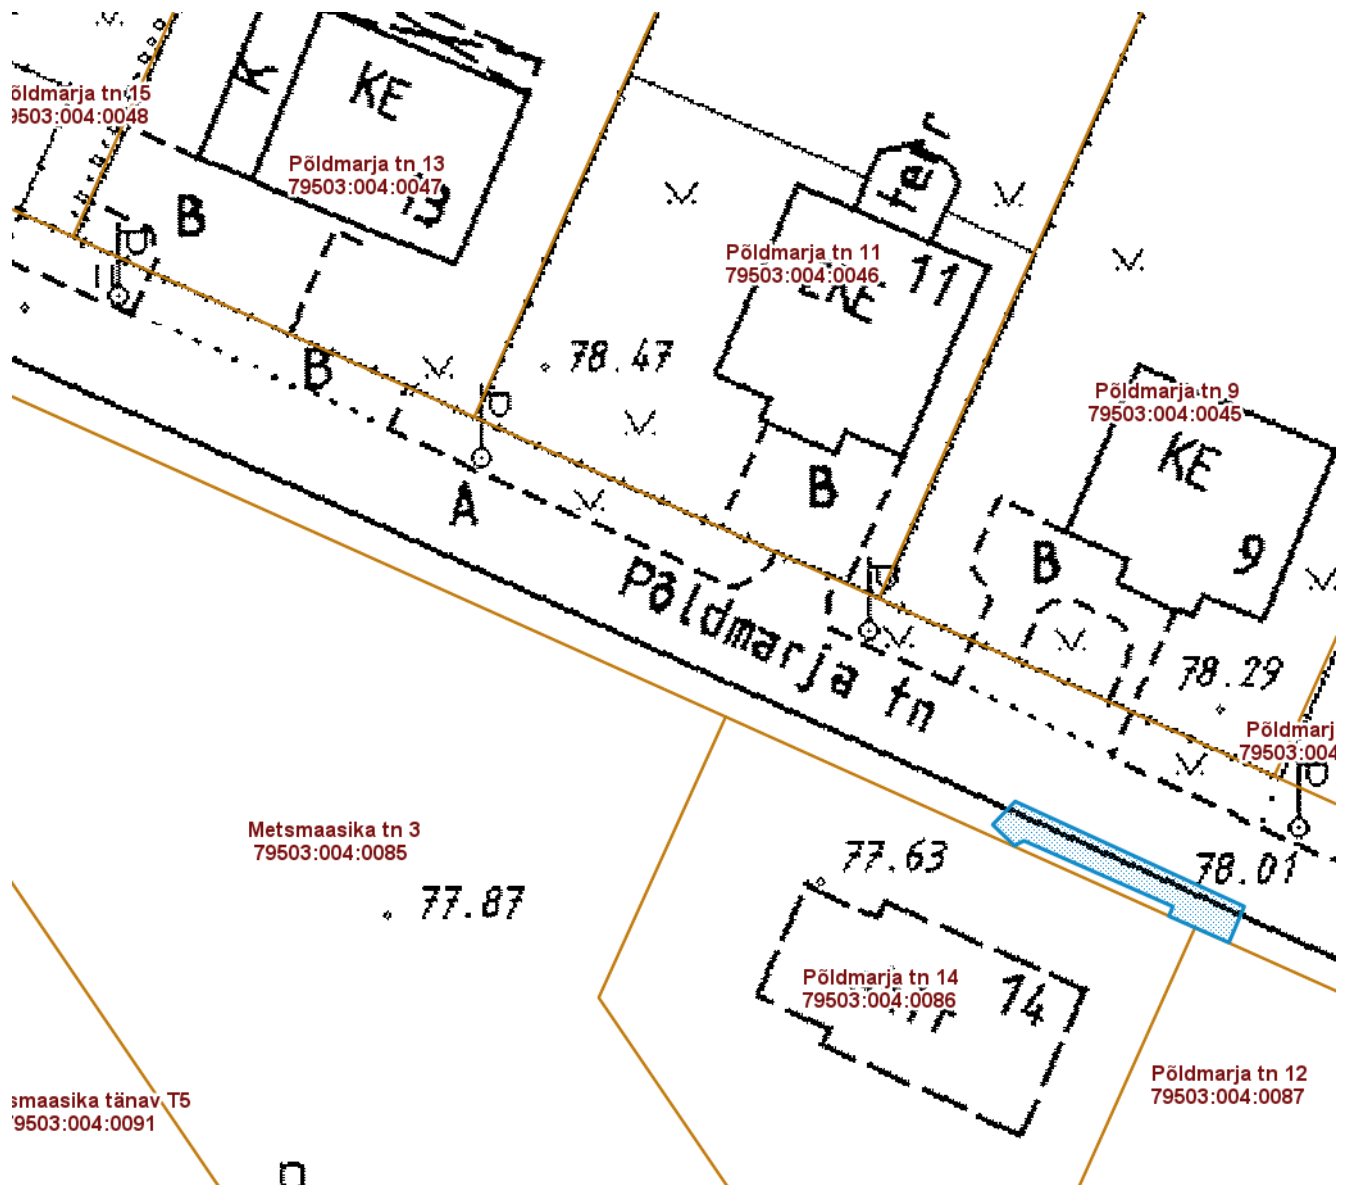 K
KE
õldmarja tn 15
79503:004:0048
Põldmarja tn 13
79503:004:0047
13
B
terr
Põldmarja tn 11
79503:004:0046
11
B
78.47
Põldmarja tn 9
79503:004:0045
KE
9
B
B
A
Põldmarja tn
78.29
Põldmarj
79503:004
Metsmaasika tn 3
79503:004:0085
77.87
77.63
78.01
Põldmarja tn 14
79503:004:0086
14
Põldmarja tn 12
79503:004:0087
smaasika tänav T5
79503:004:0091